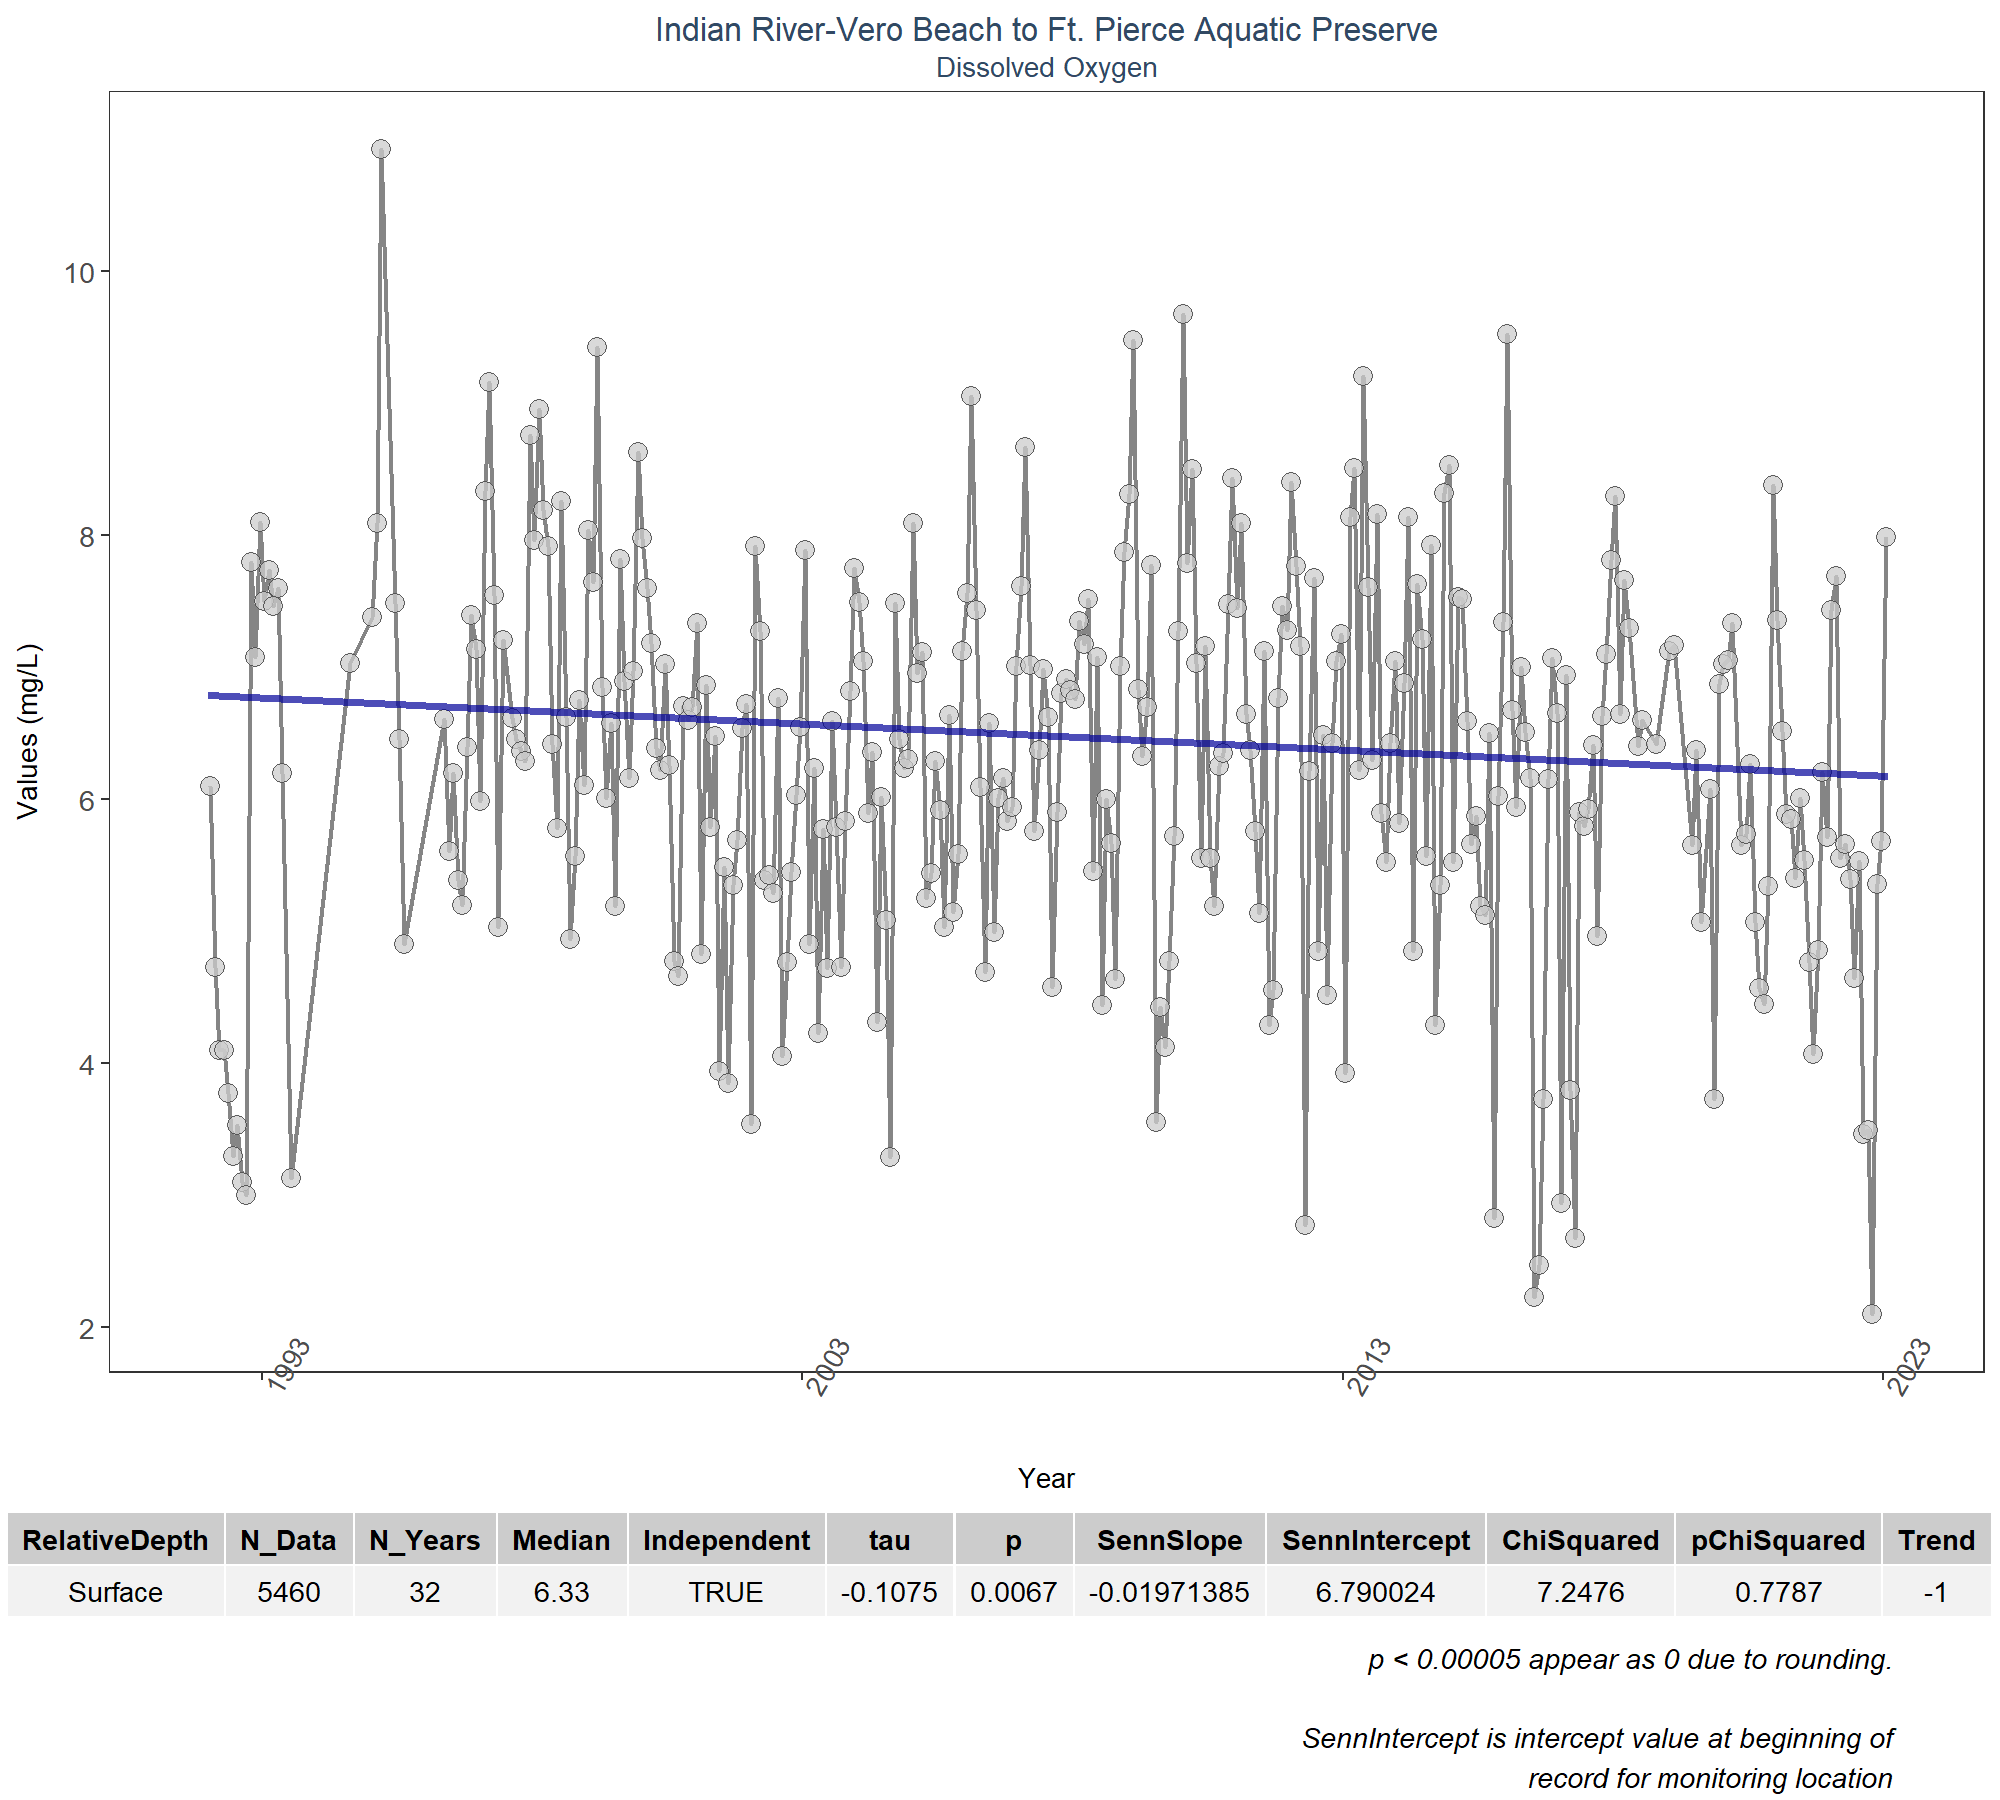 Indian River-Vero Beach to Ft. Pierce Aquatic Preserve
Dissolved Oxygen
Values (mg/L)
10
8
6
4
2
1993
2003
2013
2023
Year
RelativeDepth N_Data N_Years Median Independent tau p SennSlope SennIntercept ChiSquared pChiSquared Trend
Surface 5460 32 6.33 TRUE -0.1075 0.0067 -0.01971385 6.790024 7.2476 0.7787 -1
p < 0.00005 appear as 0 due to rounding.
SennIntercept is intercept value at beginning of
record for monitoring location